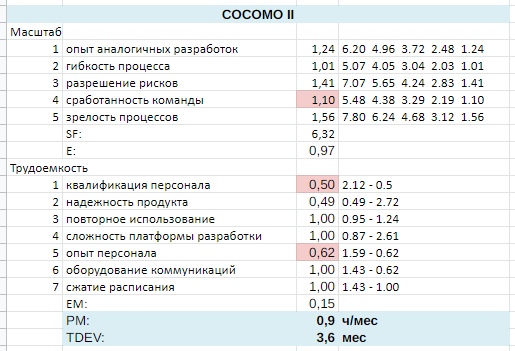 COCOMO II
Масштаб
1 опыт аналогичных разработок 1,24 6.20 4.96 3.72 2.48 1.24
2 гибкость процесса 1,01 5.07 4.05 3.04 2.03 1.01
3 разрешение рисков 1,41 7.07 5.65 4.24 2.83 1.41
4 сработанность команды 1,10 5.48 4.38 3.29 2.19 1.10
5 зрелость процессов 1,56 7.80 6.24 4.68 3.12 1.56
SF: 6,32
E: 0,97
Трудоемкость
1 квалификация персонала 0,50 2.12 - 0.5
2 надежность продукта 0,49 0.49 - 2.72
3 повторное использование 1,00 0.95 - 1.24
4 сложность платформы разработки 1,00 0.87 - 2.61
5 опыт персонала 0,62 1.59 - 0.62
6 оборудование коммуникаций 1,00 1.43 - 0.62
7 сжатие расписания 1,00 1.43 - 1.00
EM: 0,15
PM: 0,9 ч/мес
TDEV: 3,6 мес